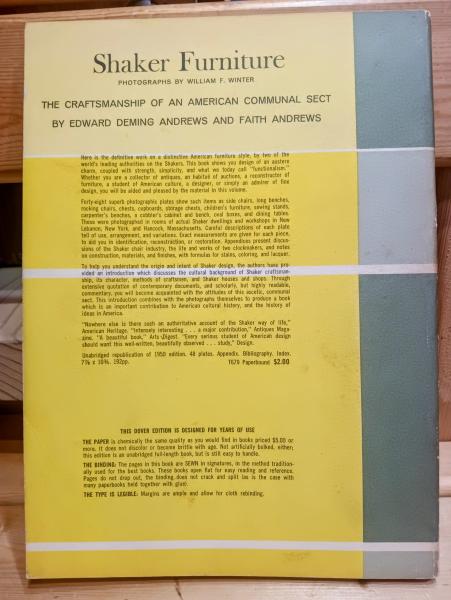 Shaker Furniture
PHOTOGRAPHS BY WILLIAM F. WINTER
THE CRAFTSMANSHIP OF AN AMERICAN COMMUNAL SECT
BY EDWARD DEMING ANDREWS AND FAITH ANDREWS
Here is the definitive work on a distinctive American furniture style, by two of the
world's leading authorities on the Shakers. This book shows you design of an austere
charm, coupled with strength, simplicity, and what we today call "functionalism."
Whether you are a collector of antiques, an habitué of auctions, a reconstructor of
furniture, a student of American culture, a designer, or simply an admirer of fine
design, you will be aided and pleased by the material in this volume.
Forty-eight superb photographic plates show such items as side chairs, long benches,
rocking chairs, chests, cupboards, storage chests, children's furniture, sewing stands,
carpenter's benches, a cobbler's cabinet and bench, oval boxes, and dining tables.
These were photographed in rooms of actual Shaker dwellings and workshops in New
Lebanon, New York, and Hancock, Massachusetts. Careful descriptions of each plate
tell of use, arrangement, and variations. Exact measurements are given for each piece,
to aid you in identification, reconstruction, or restoration. Appendices present discus-
sions of the Shaker chair industry, the life and works of two clockmakers, and notes
on construction, materials, and finishes, with formulas for stains, coloring, and lacquer.
To help you understand the origin and intent of Shaker design, the authors have pro-
vided an introduction which discusses the cultural background of Shaker craftsman-
ship, its character, methods of craftsmen, and Shaker houses and shops. Through
extensive quotation of contemporary documents, and scholarly, but highly readable,
commentary, you will become acquainted with the attitudes of this ascetic, communal
sect. This introduction combines with the photographs themselves to produce a book
which is an important contribution to American cultural history, and the history of
ideas in America.
"Nowhere else is there such an authoritative account of the Shaker way of life,"
American Heritage. "Intensely interesting . . . a major contribution," Antiques Maga-
zine. "A beautiful book," Arts Digest. "Every serious student of American design
should want this well-written, beautifully observed . . . study," Design.
Unabridged republication of 1950 edition. 48 plates. Appendix. Bibliography. Index.
7⅞ x 10¾. 192pp. T679 Paperbound $2.00
THIS DOVER EDITION IS DESIGNED FOR YEARS OF USE
THE PAPER is chemically the same quality as you would find in books priced $5.00 or
more. It does not discolor or become brittle with age. Not artificially bulked, either;
this edition is an unabridged full-length book, but is still easy to handle.
THE BINDING: The pages in this book are SEWN in signatures, in the method tradition-
ally used for the best books. These books open flat for easy reading and reference.
Pages do not drop out, the binding does not crack and split (as is the case with
many paperbooks held together with glue).
THE TYPE IS LEGIBLE: Margins are ample and allow for cloth rebinding.